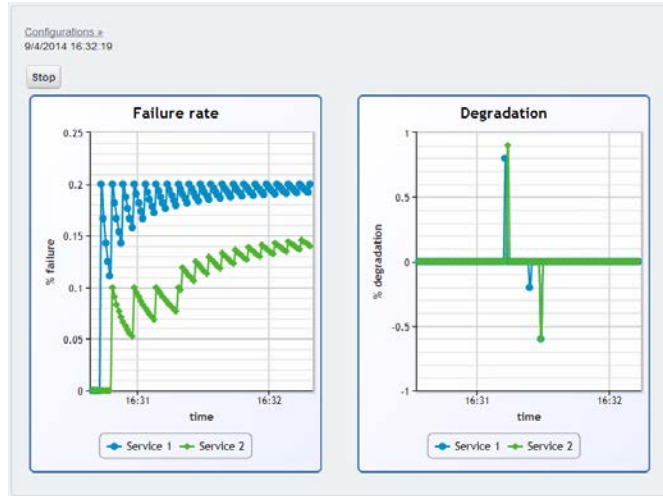 Configurations »
9/4/2014 16:32:19
Stop
Failure rate
0.25
0.2
0.15
0.1
0.05
0
% failure
16:31
16:32
time
Service 1
Service 2
Degradation
1
0.5
0
-0.5
-1
% degradation
16:31
16:32
time
Service 1
Service 2